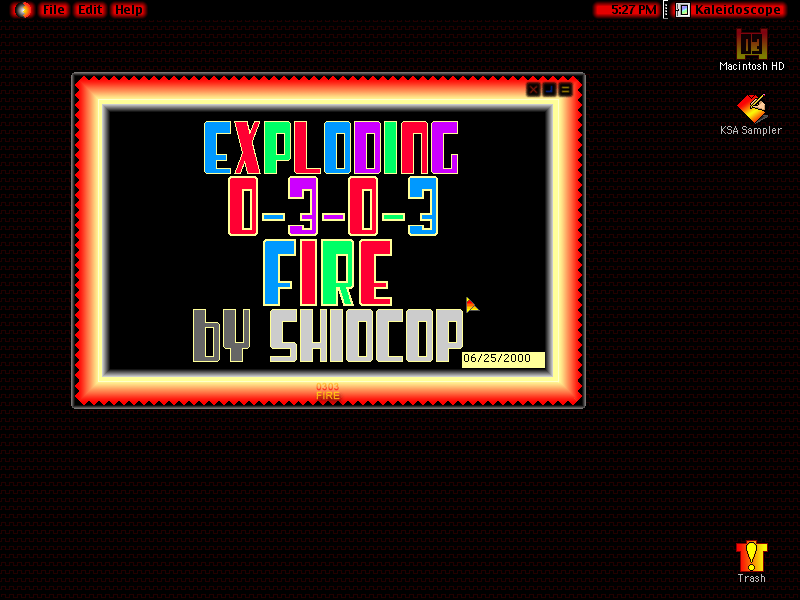 File Edit Help 5:27 PM Kaleidoscope
Macintosh HD
KSA Sampler
EXPLODING
0-3-0-3
FIRE
by SHIOCOP
06/25/2000
0303
FIRE
Trash